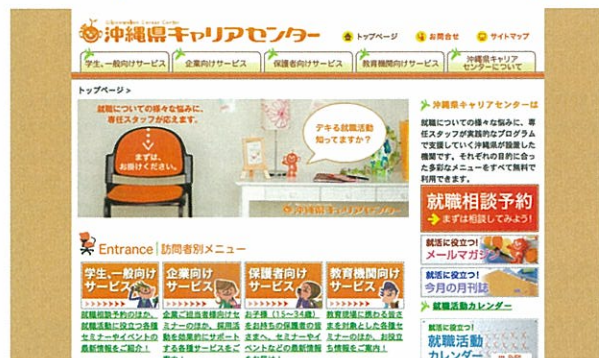 沖縄県キャリアセンター
トップページ
お問合せ
サイトマップ
学生、一般向けサービス
企業向けサービス
保護者向けサービス
教育機関向けサービス
沖縄県キャリア
センターについて
トップページ >
就職についての様々な悩みに、
専任スタッフが応えます。
まずは、
お掛けください。
デキる就職活動
知ってますか？
沖縄県キャリアセンター
沖縄県キャリアセンターは
就職についての様々な悩みに、専
任スタッフが実践的なプログラム
で支援していく沖縄県が設置した
機関です。それぞれの目的に合っ
た多彩なメニューをすべて無料で
利用できます。
就職相談予約
まずは相談してみよう!
就活に役立つ!
メールマガジン
就活に役立つ!
今月の月刊誌
就職活動カレンダー
就活に役立つ!
就職活動
カレンダー
Entrance 訪問者別メニュー
学生、一般向け
サービス
就職相談予約のほか、
就職活動に役立つ各種
セミナーやイベントの
最新情報をご紹介！
企業向け
サービス
企業ご担当者様向けセ
ミナーのほか、採用活
動を効果的にサポート
する各種サービスをご
保護者向け
サービス
お子様（15～34歳）
をお持ちの保護者の皆
さまへ、セミナーやイ
ベントなどの最新情報
教育機関向け
サービス
教育現場に携わる皆さ
まを対象とした各種セ
ミナーのほか、お役立
ち情報をご案内！